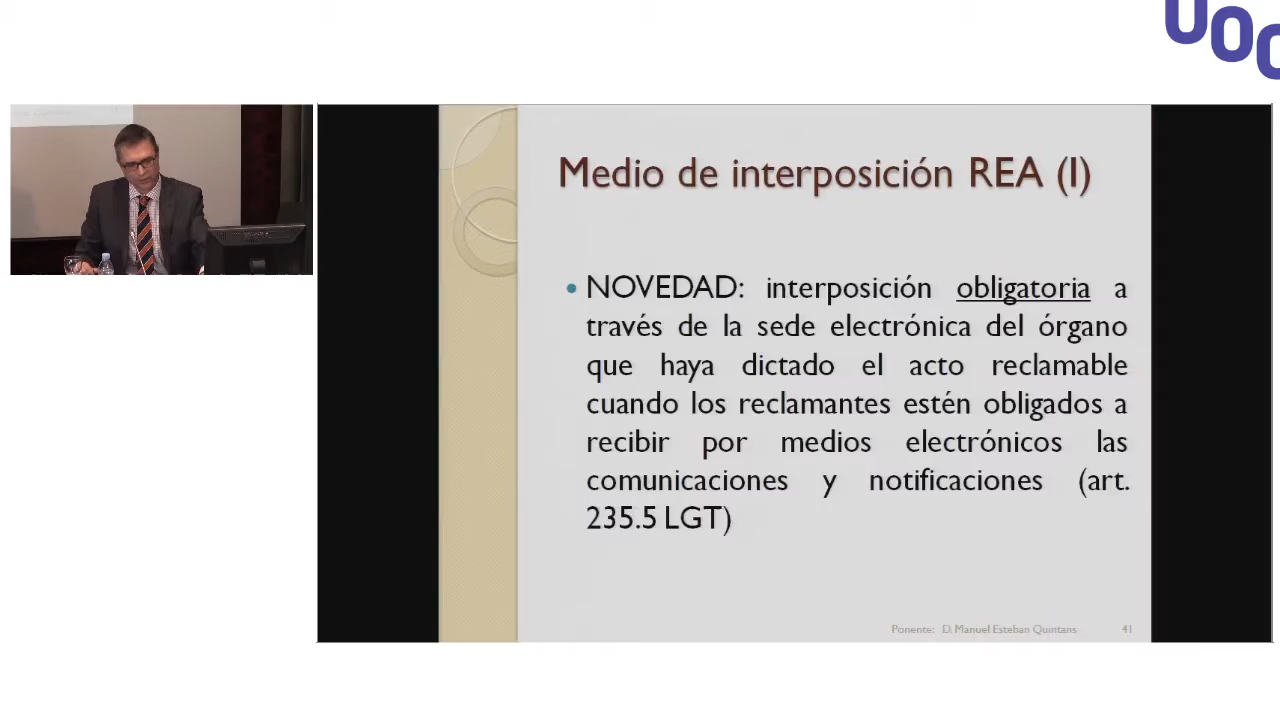 UOC
Medio de interposición REA (I)
• NOVEDAD: interposición obligatoria a
través de la sede electrónica del órgano
que haya dictado el acto reclamable
cuando los reclamantes estén obligados a
recibir por medios electrónicos las
comunicaciones y notificaciones (art.
235.5 LGT)
Ponente: D. Manuel Esteban Quintans 41